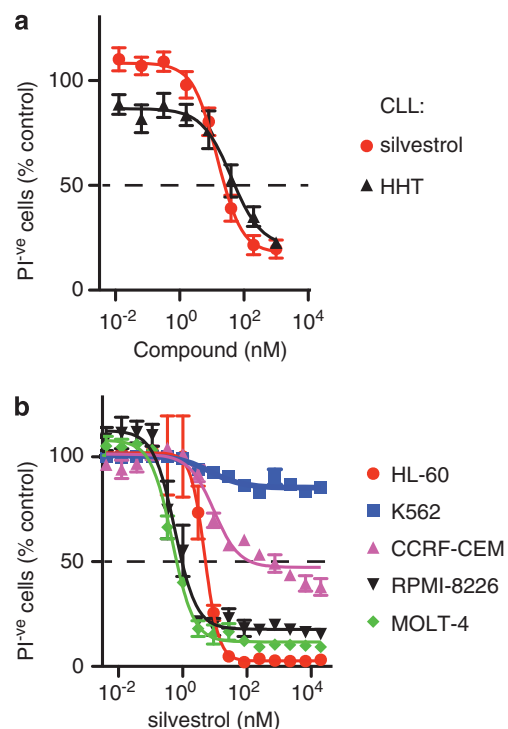 a
100
50
0
PI-ve cells (% control)
10-2 100 102 104
Compound (nM)
CLL:
silvestrol
HHT
b
100
50
0
PI-ve cells (% control)
10-2 100 102 104
silvestrol (nM)
HL-60
K562
CCRF-CEM
RPMI-8226
MOLT-4